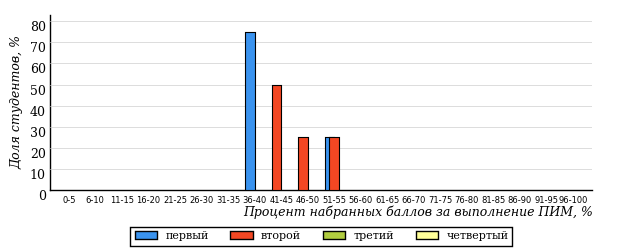 Доля студентов, %
80
70
60
50
40
30
20
10
0
0-5 6-10 11-15 16-20 21-25 26-30 31-35 36-40 41-45 46-50 51-55 56-60 61-65 66-70 71-75 76-80 81-85 86-90 91-95 96-100
Процент набранных баллов за выполнение ПИМ, %
первый второй третий четвертый